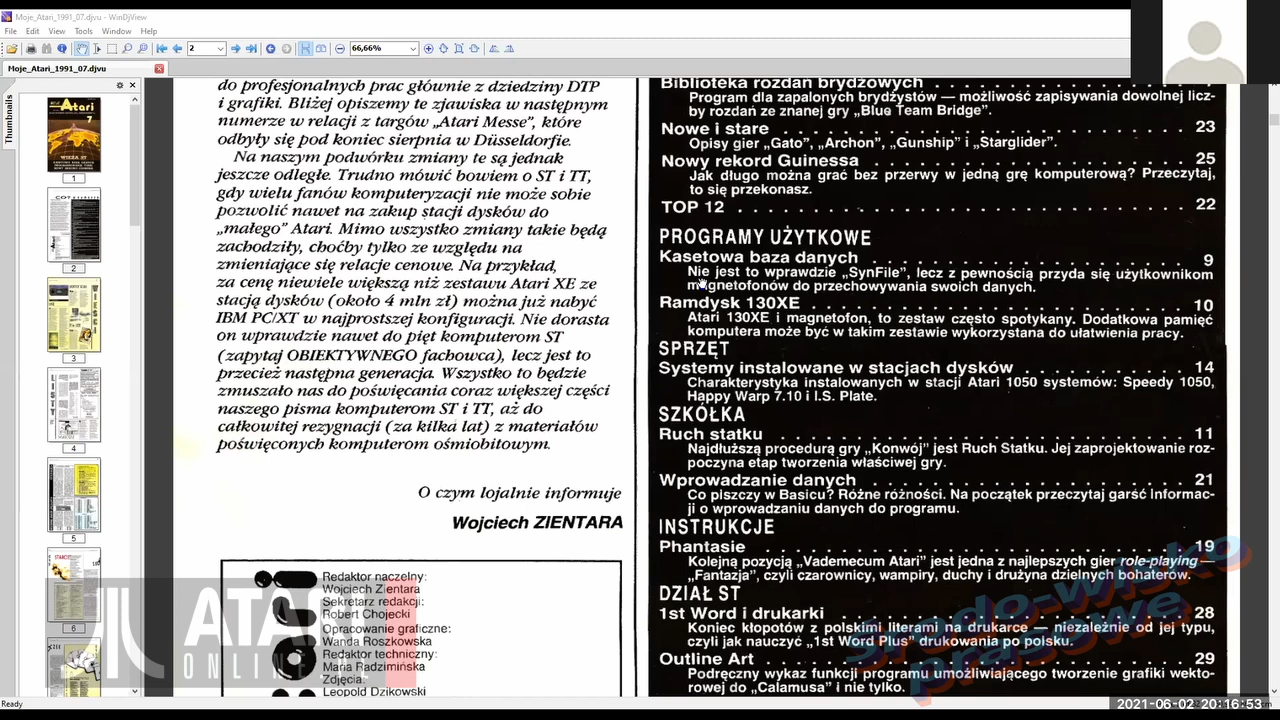 Moje_Atari_1991_07.djvu - WinDjView
File Edit View Tools Window Help
2
66,66%
Moje_Atari_1991_07.djvu
Thumbnails
Atari
7
1
2
3
4
5
6
do profesjonalnych prac głównie z dziedziny DTP
i grafiki. Bliżej opiszemy te zjawiska w następnym
numerze w relacji z targów „Atari Messe”, które
odbyły się pod koniec sierpnia w Düsseldorfie.
Na naszym podwórku zmiany te są jednak
jeszcze odległe. Trudno mówić bowiem o ST i TT,
gdy wielu fanów komputeryzacji nie może sobie
pozwolić nawet na zakup stacji dysków do
„małego” Atari. Mimo wszystko zmiany takie będą
zachodziły, choćby tylko ze względu na
zmieniające się relacje cenowe. Na przykład,
za cenę niewiele większą niż zestawu Atari XE ze
stacją dysków (około 4 mln zł) można już nabyć
IBM PC/XT w najprostszej konfiguracji. Nie dorasta
on wprawdzie nawet do pięt komputerom ST
(zapytaj OBIEKTYWNEGO fachowca), lecz jest to
przecież następna generacja. Wszystko to będzie
zmuszało nas do poświęcania coraz większej części
naszego pisma komputerom ST i TT, aż do
całkowitej rezygnacji (za kilka lat) z materiałów
poświęconych komputerom ośmiobitowym.
O czym lojalnie informuje
Wojciech ZIENTARA
Redaktor naczelny:
Wojciech Zientara
Sekretarz redakcji:
Robert Chojecki
Opracowanie graficzne:
Wanda Roszkowska
Redaktor techniczny:
Maria Radzimińska
Zdjęcia:
Leopold Dzikowski
Biblioteka rozdań brydżowych
Program dla zapalonych brydżystów — możliwość zapisywania dowolnej licz-
by rozdań ze znanej gry „Blue Team Bridge”.
Nowe i stare . . . . . 23
Opisy gier „Gato”, „Archon”, „Gunship” i „Starglider”.
Nowy rekord Guinessa . . . . . 25
Jak długo można grać bez przerwy w jedną grę komputerową? Przeczytaj,
to się przekonasz.
TOP 12 . . . . . 22
PROGRAMY UŻYTKOWE
Kasetowa baza danych . . . . . 9
Nie jest to wprawdzie „SynFile”, lecz z pewnością przyda się użytkownikom
magnetofonów do przechowywania swoich danych.
Ramdysk 130XE . . . . . 10
Atari 130XE i magnetofon, to zestaw często spotykany. Dodatkowa pamięć
komputera może być w takim zestawie wykorzystana do ułatwienia pracy.
SPRZĘT
Systemy instalowane w stacjach dysków . . . . . 14
Charakterystyka instalowanych w stacji Atari 1050 systemów: Speedy 1050,
Happy Warp 7.10 i I.S. Plate.
SZKÓŁKA
Ruch statku . . . . . 11
Najdłuższą procedurą gry „Konwój” jest Ruch Statku. Jej zaprojektowanie roz-
poczyna etap tworzenia właściwej gry.
Wprowadzanie danych . . . . . 21
Co piszczy w Basicu? Różne różności. Na początek przeczytaj garść informac-
ji o wprowadzaniu danych do programu.
INSTRUKCJE
Phantasie . . . . . 19
Kolejną pozycją „Vademecum Atari” jest jedna z najlepszych gier role-playing —
„Fantazja”, czyli czarownicy, wampiry, duchy i drużyna dzielnych bohaterów.
DZIAŁ ST
1st Word i drukarki . . . . . 28
Koniec kłopotów z polskimi literami na drukarce — niezależnie od jej typu,
czyli jak nauczyć „1st Word Plus” drukowania po polsku.
Outline Art . . . . . 29
Podręczny wykaz funkcji programu umożliwiającego tworzenie grafiki wekto-
rowej do „Calamusa” i nie tylko.
ATARI
ONLINE
Ready
2021-06-02 20:16:53